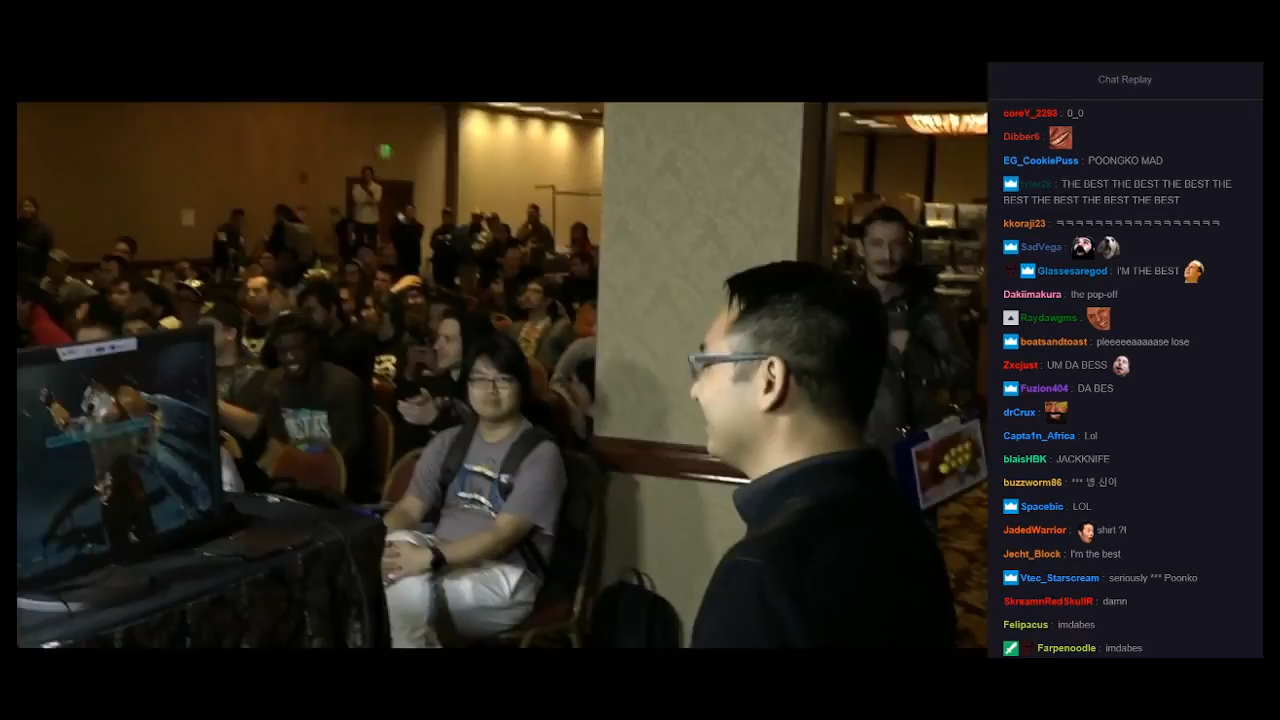 Chat Replay
coreY_2293 : 0_0
Dibber6 :
EG_CookiePuss : POONGKO MAD
tyler2k : THE BEST THE BEST THE BEST THE
BEST THE BEST THE BEST THE BEST
kkoraji23 : ㅋㅋㅋㅋㅋㅋㅋㅋㅋㅋㅋㅋㅋㅋㅋㅋㅋ
SadVega :
Glassesaregod : I'M THE BEST
Dakiimakura : the pop-off
Raydawgms :
boatsandtoast : pleeeeeaaaaase lose
Zxcjust : UM DA BESS
Fuzion404 : DA BES
drCrux :
Capta1n_Africa : Lol
blaisHBK : JACKKNIFE
buzzworm86 : *** 병 신아
Spacebic : LOL
JadedWarrior : shirt ?!
Jecht_Block : I'm the best
Vtec_Starscream : seriously *** Poonko
SkreamnRedSkullR : damn
Felipacus : imdabes
Farpenoodle : imdabes